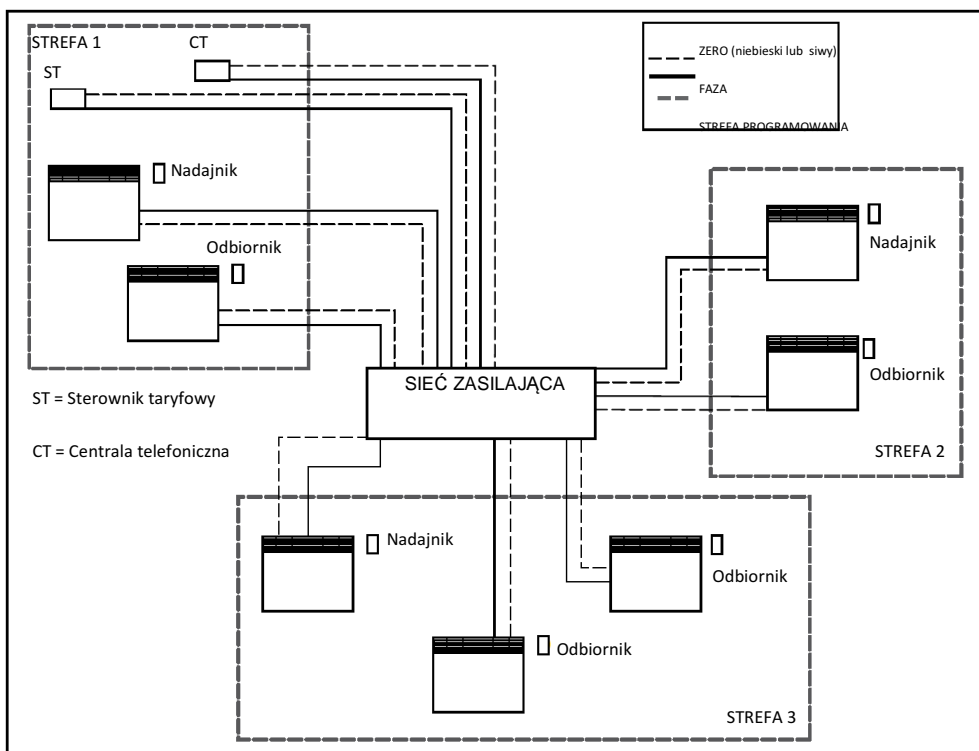 STREFA 1
CT
ST
Nadajnik
Odbiornik
ZERO (niebieski lub siwy)
FAZA
STREFA PROGRAMOWANIA
Nadajnik
Odbiornik
STREFA 2
SIEĆ ZASILAJĄCA
ST = Sterownik taryfowy
CT = Centrala telefoniczna
Nadajnik
Odbiornik
Odbiornik
STREFA 3